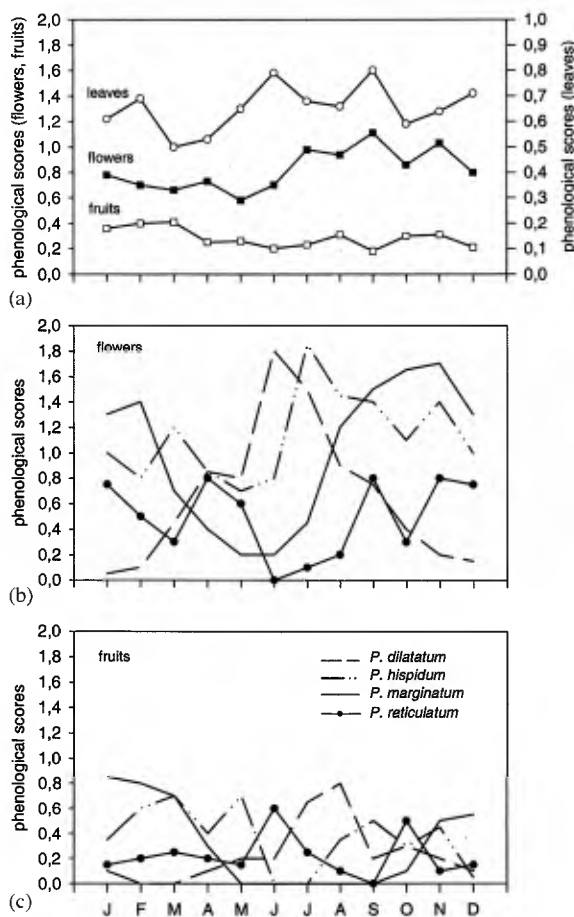 phenological scores (flowers, fruits)
2,0
1,8
1,6
1,4
1,2
1,0
0,8
0,6
0,4
0,2
0,0
leaves
flowers
fruits
1,0
0,9
0,8
0,7
0,6
0,5
0,4
0,3
0,2
0,1
0,0
phenological scores (leaves)
(a)
phenological scores
2,0
1,8
1,6
1,4
1,2
1,0
0,8
0,6
0,4
0,2
0,0
flowers
(b)
phenological scores
2,0
1,8
1,6
1,4
1,2
1,0
0,8
0,6
0,4
0,2
0,0
fruits
P. dilatatum
P. hispidum
P. marginatum
P. reticulatum
(c)
J F M A M J J A S O N D